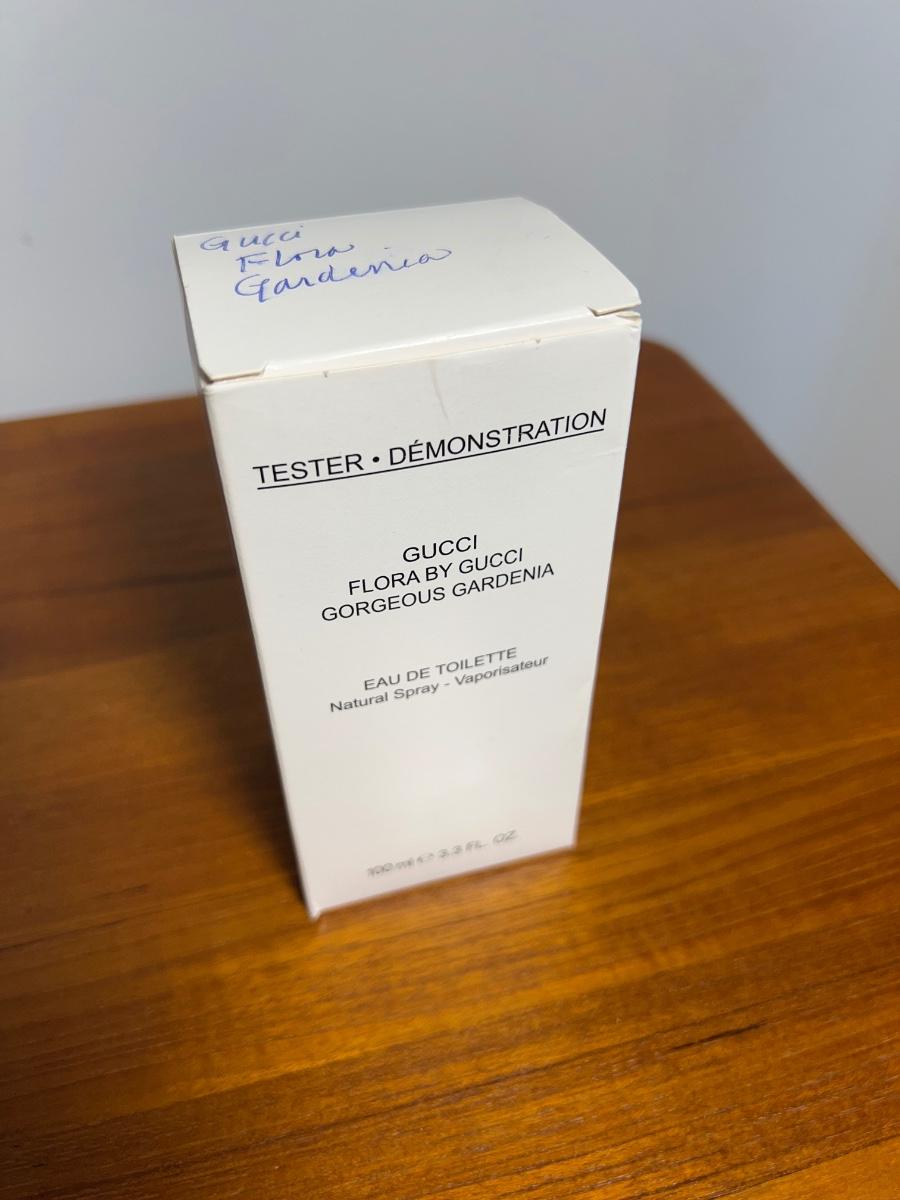 Gucci
Flora
Gardenia
TESTER • DÉMONSTRATION
GUCCI
FLORA BY GUCCI
GORGEOUS GARDENIA
EAU DE TOILETTE
Natural Spray - Vaporisateur
100 ml ℮ 3.3 FL. OZ.